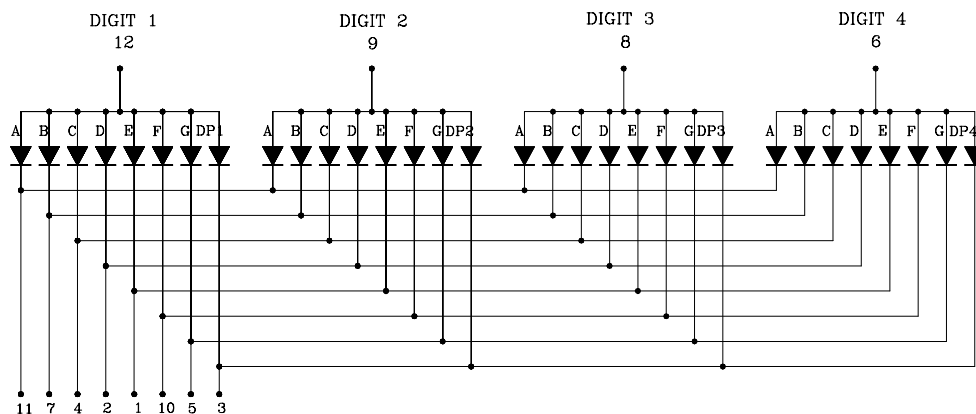 DIGIT 1 DIGIT 2 DIGIT 3 DIGIT 4
12 9 8 6
A B C D E F G DP1 A B C D E F G DP2 A B C D E F G DP3 A B C D E F G DP4
11 7 4 2 1 10 5 3